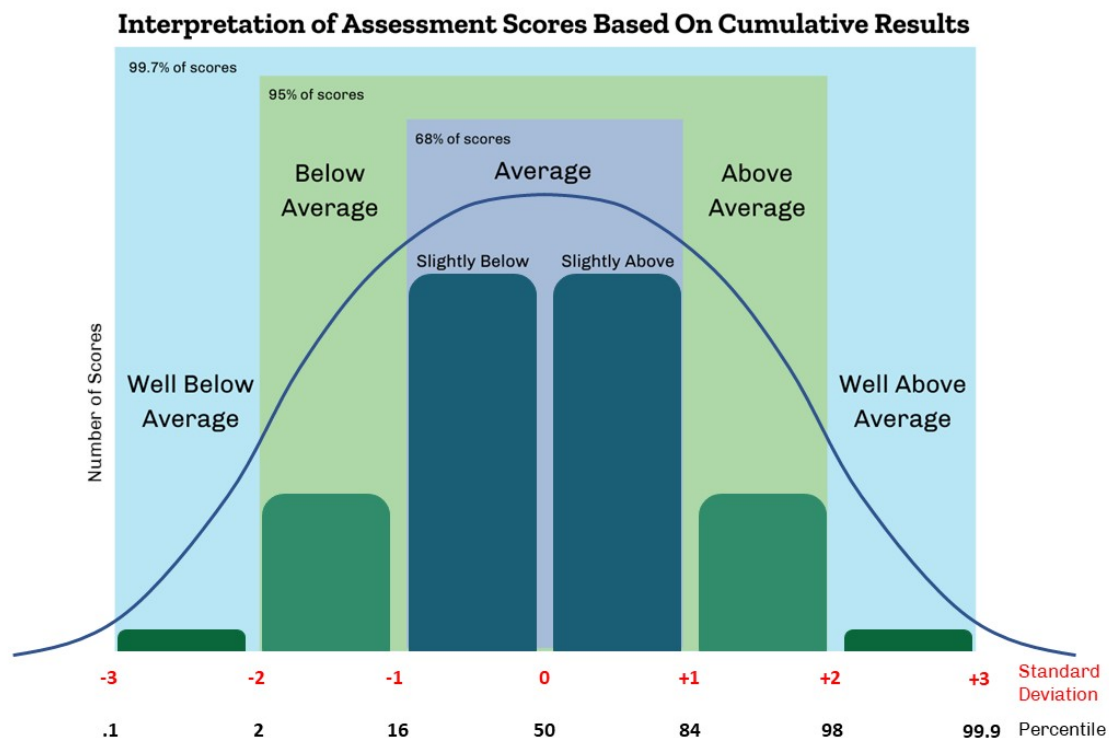 Interpretation of Assessment Scores Based On Cumulative Results
99.7% of scores
95% of scores
68% of scores
Below
Average
Average
Above
Average
Slightly Below
Slightly Above
Number of Scores
Well Below
Average
Well Above
Average
-3 -2 -1 0 +1 +2 +3 Standard
Deviation
.1 2 16 50 84 98 99.9 Percentile